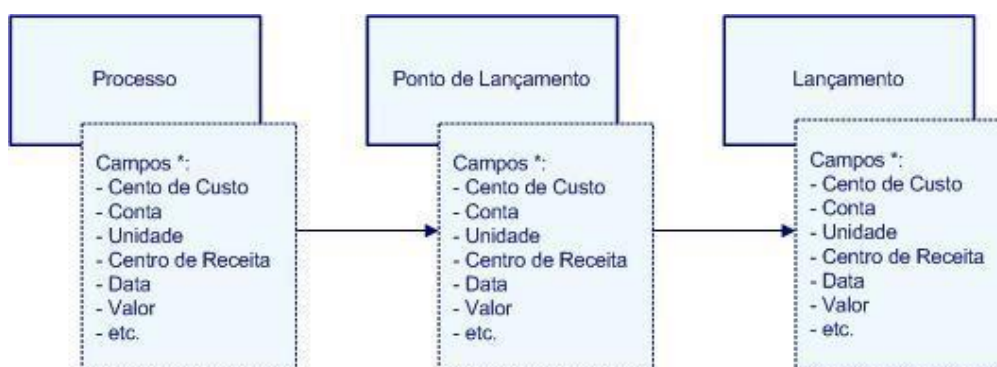 Processo
Campos *:
- Cento de Custo
- Conta
- Unidade
- Centro de Receita
- Data
- Valor
- etc.
Ponto de Lançamento
Campos *:
- Cento de Custo
- Conta
- Unidade
- Centro de Receita
- Data
- Valor
- etc.
Lançamento
Campos *:
- Cento de Custo
- Conta
- Unidade
- Centro de Receita
- Data
- Valor
- etc.